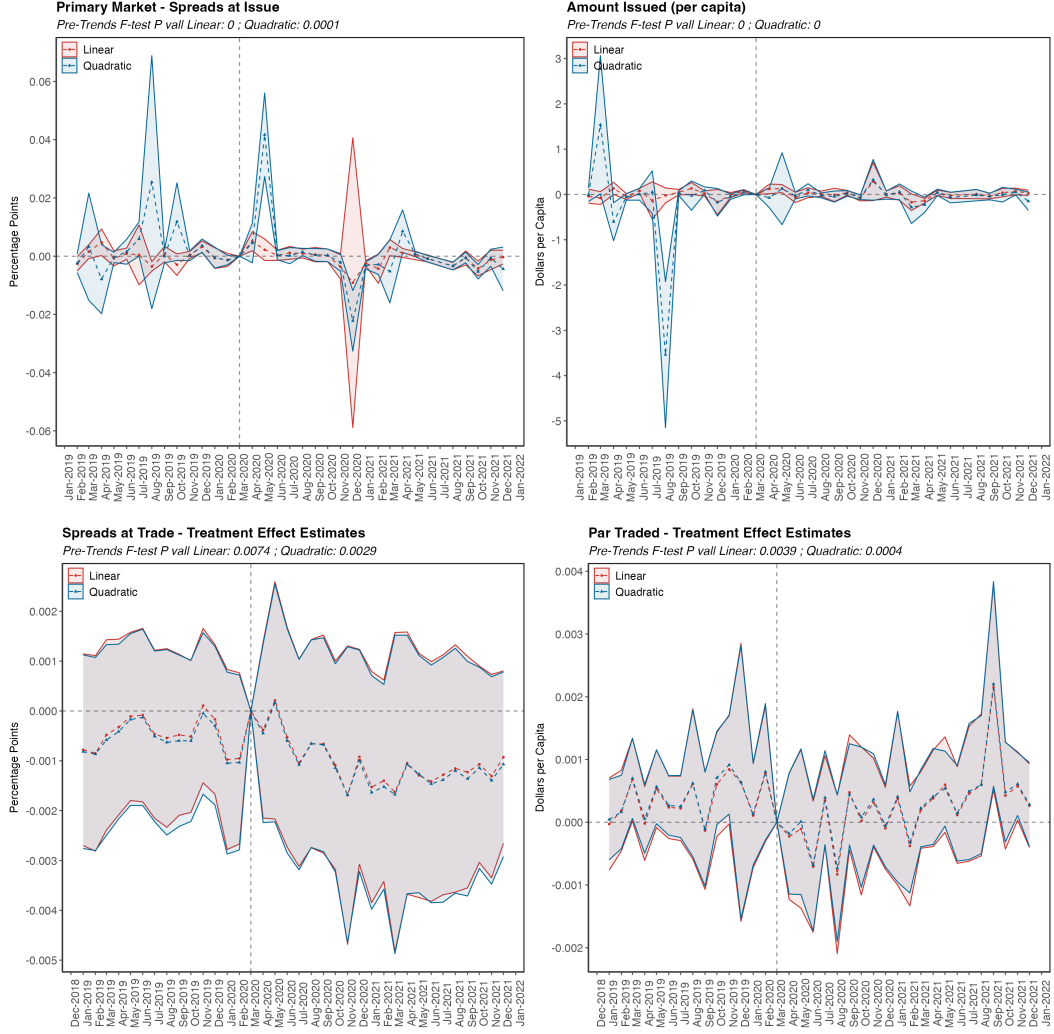 Primary Market - Spreads at Issue
Pre-Trends F-test P vall Linear: 0 ; Quadratic: 0.0001
Linear
Quadratic
Percentage Points
0.06
0.04
0.02
0.00
-0.02
-0.04
-0.06
Jan-2019
Feb-2019
Mar-2019
Apr-2019
May-2019
Jun-2019
Jul-2019
Aug-2019
Sep-2019
Oct-2019
Nov-2019
Dec-2019
Jan-2020
Feb-2020
Mar-2020
Apr-2020
May-2020
Jun-2020
Jul-2020
Aug-2020
Sep-2020
Oct-2020
Nov-2020
Dec-2020
Jan-2021
Feb-2021
Mar-2021
Apr-2021
May-2021
Jun-2021
Jul-2021
Aug-2021
Sep-2021
Oct-2021
Nov-2021
Dec-2021
Jan-2022
Amount Issued (per capita)
Pre-Trends F-test P vall Linear: 0 ; Quadratic: 0
Linear
Quadratic
Dollars per Capita
3
2
1
0
-1
-2
-3
-4
-5
Jan-2019
Feb-2019
Mar-2019
Apr-2019
May-2019
Jun-2019
Jul-2019
Aug-2019
Sep-2019
Oct-2019
Nov-2019
Dec-2019
Jan-2020
Feb-2020
Mar-2020
Apr-2020
May-2020
Jun-2020
Jul-2020
Aug-2020
Sep-2020
Oct-2020
Nov-2020
Dec-2020
Jan-2021
Feb-2021
Mar-2021
Apr-2021
May-2021
Jun-2021
Jul-2021
Aug-2021
Sep-2021
Oct-2021
Nov-2021
Dec-2021
Jan-2022
Spreads at Trade - Treatment Effect Estimates
Pre-Trends F-test P vall Linear: 0.0074 ; Quadratic: 0.0029
Linear
Quadratic
Percentage Points
0.002
0.001
0.000
-0.001
-0.002
-0.003
-0.004
-0.005
Dec-2018
Jan-2019
Feb-2019
Mar-2019
Apr-2019
May-2019
Jun-2019
Jul-2019
Aug-2019
Sep-2019
Oct-2019
Nov-2019
Dec-2019
Jan-2020
Feb-2020
Mar-2020
Apr-2020
May-2020
Jun-2020
Jul-2020
Aug-2020
Sep-2020
Oct-2020
Nov-2020
Dec-2020
Jan-2021
Feb-2021
Mar-2021
Apr-2021
May-2021
Jun-2021
Jul-2021
Aug-2021
Sep-2021
Oct-2021
Nov-2021
Dec-2021
Jan-2022
Par Traded - Treatment Effect Estimates
Pre-Trends F-test P vall Linear: 0.0039 ; Quadratic: 0.0004
Linear
Quadratic
Dollars per Capita
0.004
0.003
0.002
0.001
0.000
-0.001
-0.002
Dec-2018
Jan-2019
Feb-2019
Mar-2019
Apr-2019
May-2019
Jun-2019
Jul-2019
Aug-2019
Sep-2019
Oct-2019
Nov-2019
Dec-2019
Jan-2020
Feb-2020
Mar-2020
Apr-2020
May-2020
Jun-2020
Jul-2020
Aug-2020
Sep-2020
Oct-2020
Nov-2020
Dec-2020
Jan-2021
Feb-2021
Mar-2021
Apr-2021
May-2021
Jun-2021
Jul-2021
Aug-2021
Sep-2021
Oct-2021
Nov-2021
Dec-2021
Jan-2022